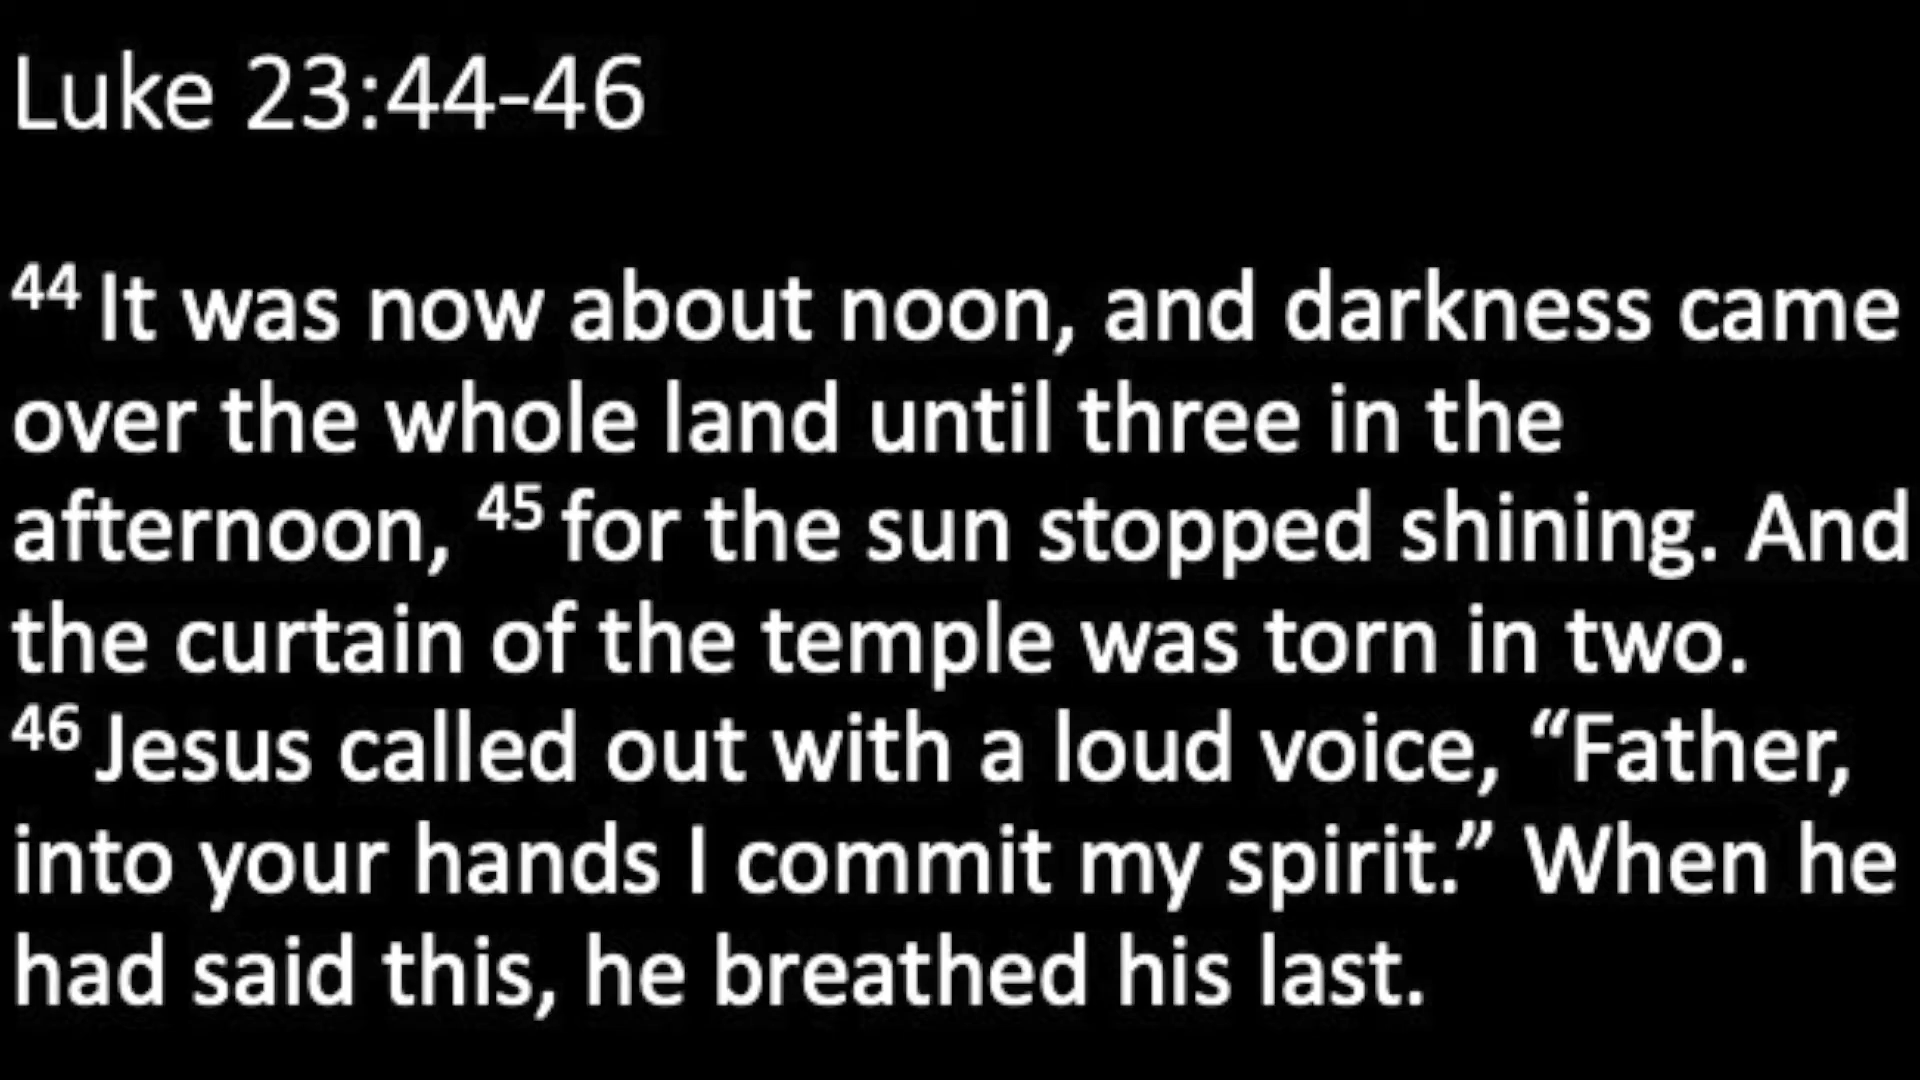 Luke 23:44-46
44 It was now about noon, and darkness came
over the whole land until three in the
afternoon, 45 for the sun stopped shining. And
the curtain of the temple was torn in two.
46 Jesus called out with a loud voice, “Father,
into your hands I commit my spirit.” When he
had said this, he breathed his last.